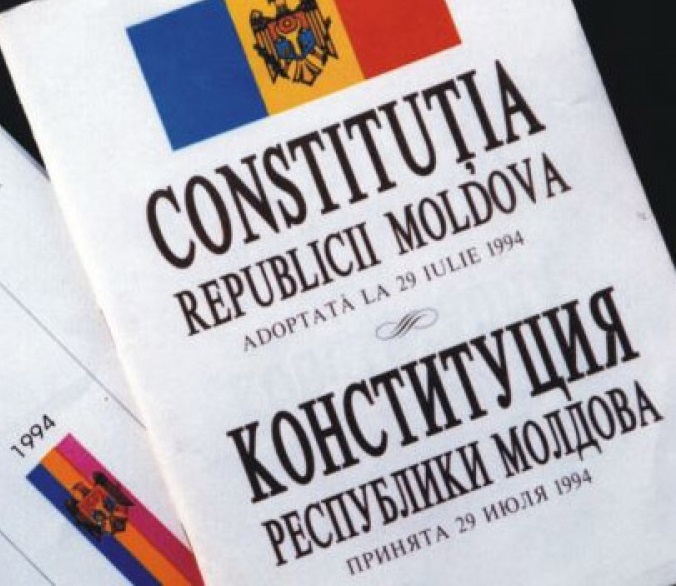 CONSTITUȚIA
REPUBLICII MOLDOVA
ADOPTATĂ LA 29 IULIE 1994
КОНСТИТУЦИЯ
РЕСПУБЛИКИ МОЛДОВА
ПРИНЯТА 29 ИЮЛЯ 1994
1994